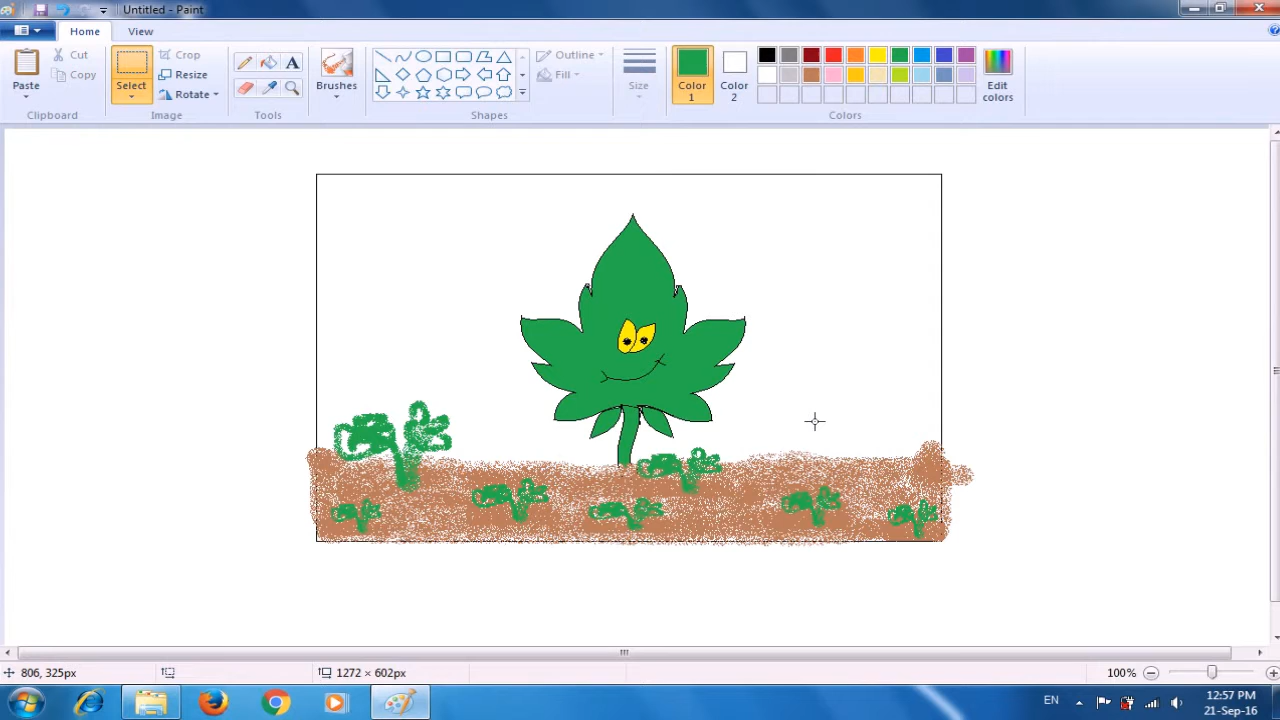 Untitled - Paint
Home View
Paste
Cut
Copy
Clipboard
Select
Crop
Resize
Rotate
Image
A
Tools
Brushes
Outline
Fill
Shapes
Size
Color 1
Color 2
Edit colors
Colors
806, 325px
1272 × 602px
100%
EN
12:57 PM
21-Sep-16